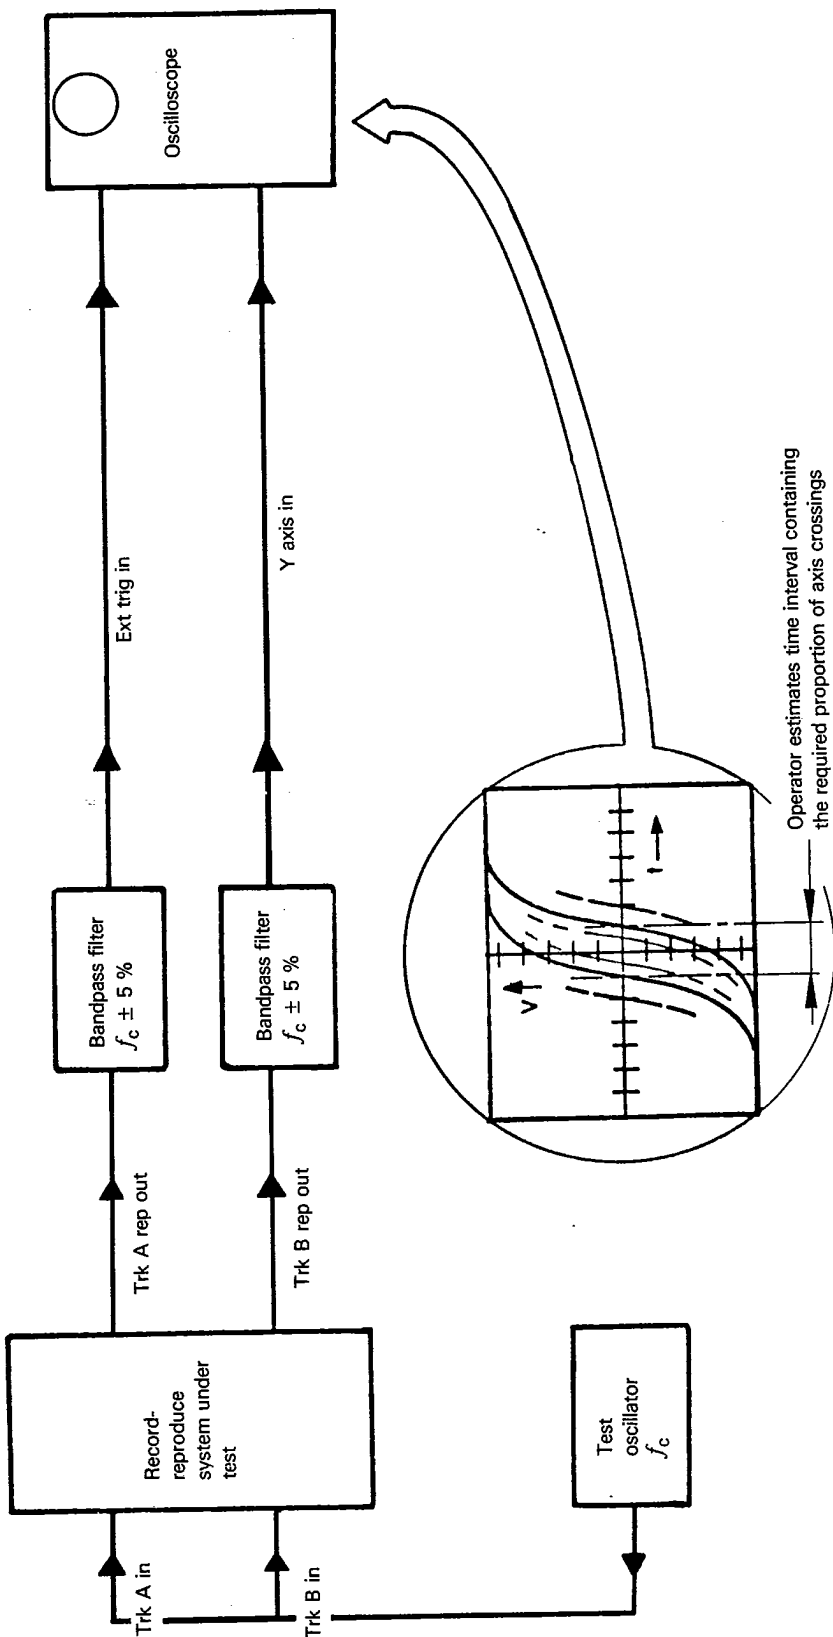 Trk A in
Trk B in
Record-
reproduce
system under
test
Test
oscillator
f_c
Trk A rep out
Trk B rep out
Bandpass filter
f_c ± 5 %
Bandpass filter
f_c ± 5 %
Ext trig in
Y axis in
Oscilloscope
V
t
Operator estimates time interval containing
the required proportion of axis crossings